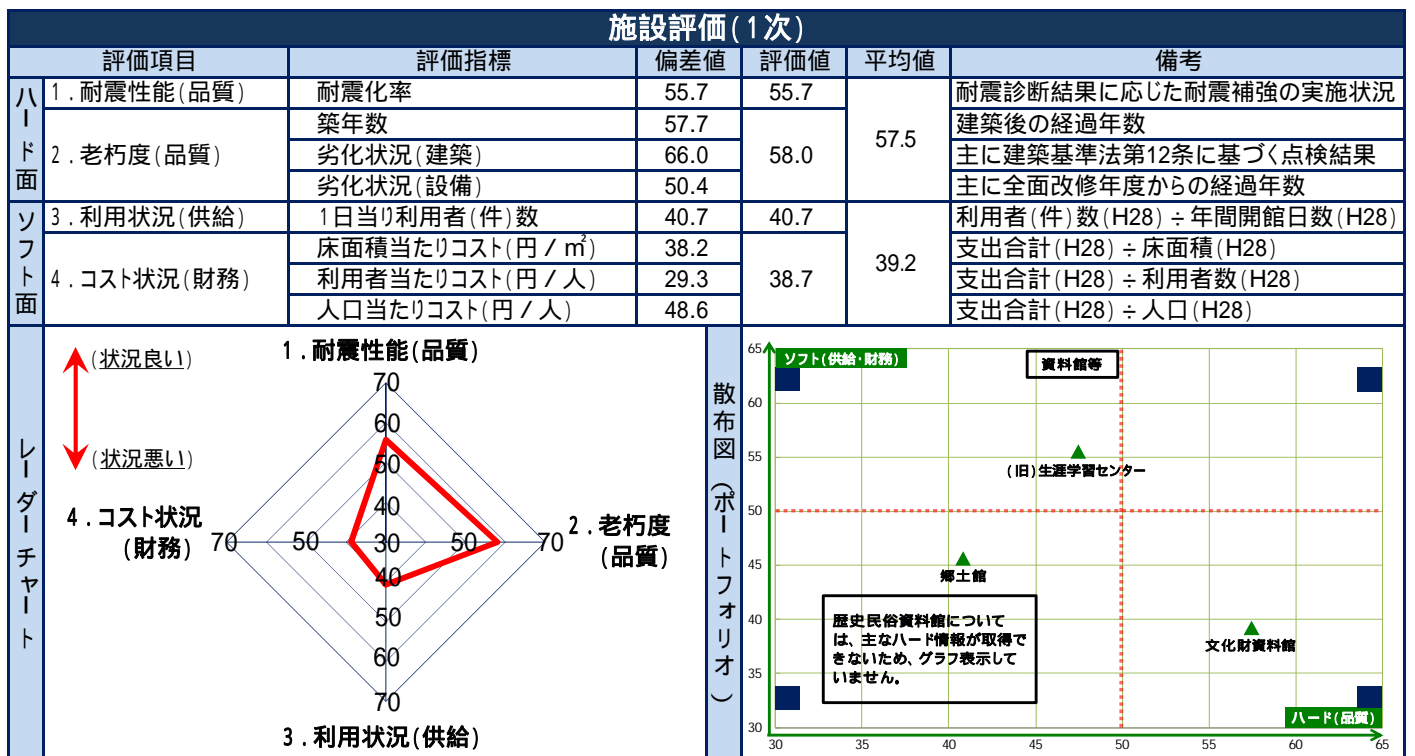 施設評価(1次)
評価項目 評価指標 偏差値 評価値 平均値 備考
ハード面
1．耐震性能(品質) 耐震化率 55.7 55.7 57.5 耐震診断結果に応じた耐震補強の実施状況
2．老朽度(品質) 築年数 57.7 58.0 建築後の経過年数
劣化状況(建築) 66.0 主に建築基準法第12条に基づく点検結果
劣化状況(設備) 50.4 主に全面改修年度からの経過年数
ソフト面
3．利用状況(供給) 1日当り利用者(件)数 40.7 40.7 39.2 利用者(件)数(H28)÷年間開館日数(H28)
4．コスト状況(財務) 床面積当たりコスト(円/㎡) 38.2 38.7 支出合計(H28)÷床面積(H28)
利用者当たりコスト(円/人) 29.3 支出合計(H28)÷利用者数(H28)
人口当たりコスト(円/人) 48.6 支出合計(H28)÷人口(H28)
レーダーチャート
(状況良い)
(状況悪い)
1．耐震性能(品質)
70
60
50
40
30
2．老朽度
(品質)
50 70
3．利用状況(供給)
40
50
60
70
4．コスト状況
(財務)
70 50
散布図(ポートフォリオ)
ソフト(供給・財務)
資料館等
65
60
55
50
45
40
35
30
(旧)生涯学習センター
郷土館
文化財資料館
歴史民俗資料館について
は、主なハード情報が取得で
きないため、グラフ表示して
いません。
ハード(品質)
30 35 40 45 50 55 60 65